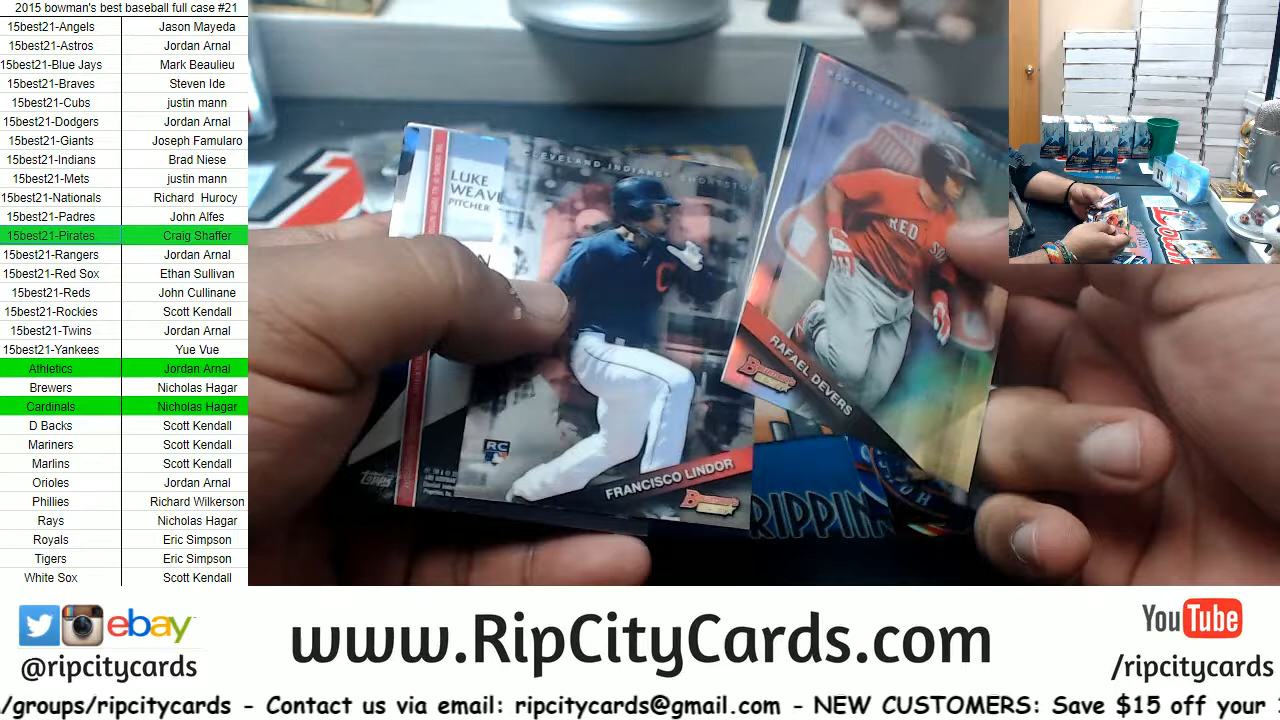 2015 bowman's best baseball full case #21
15best21-Angels Jason Mayeda
15best21-Astros Jordan Arnal
15best21-Blue Jays Mark Beaulieu
15best21-Braves Steven Ide
15best21-Cubs justin mann
15best21-Dodgers Jordan Arnal
15best21-Giants Joseph Famularo
15best21-Indians Brad Niese
15best21-Mets justin mann
15best21-Nationals Richard Hurocy
15best21-Padres John Alfes
15best21-Pirates Craig Shaffer
15best21-Rangers Jordan Arnal
15best21-Red Sox Ethan Sullivan
15best21-Reds John Cullinane
15best21-Rockies Scott Kendall
15best21-Twins Jordan Arnal
15best21-Yankees Yue Vue
Athletics Jordan Arnal
Brewers Nicholas Hagar
Cardinals Nicholas Hagar
D Backs Scott Kendall
Mariners Scott Kendall
Marlins Scott Kendall
Orioles Jordan Arnal
Phillies Richard Wilkerson
Rays Nicholas Hagar
Royals Eric Simpson
Tigers Eric Simpson
White Sox Scott Kendall
LUKE
WEAV
PITCHER
CLEVELAND INDIANS SHORTSTO
C
RC
FRANCISCO LINDOR
Bowman's
BEST
Topps
RED SO
RAFAEL DEVERS
Bowman's
BEST
RIPPIN
ebay
@ripcitycards
www.RipCityCards.com
YouTube
/ripcitycards
/groups/ripcitycards - Contact us via email: ripcitycards@gmail.com - NEW CUSTOMERS: Save $15 off your